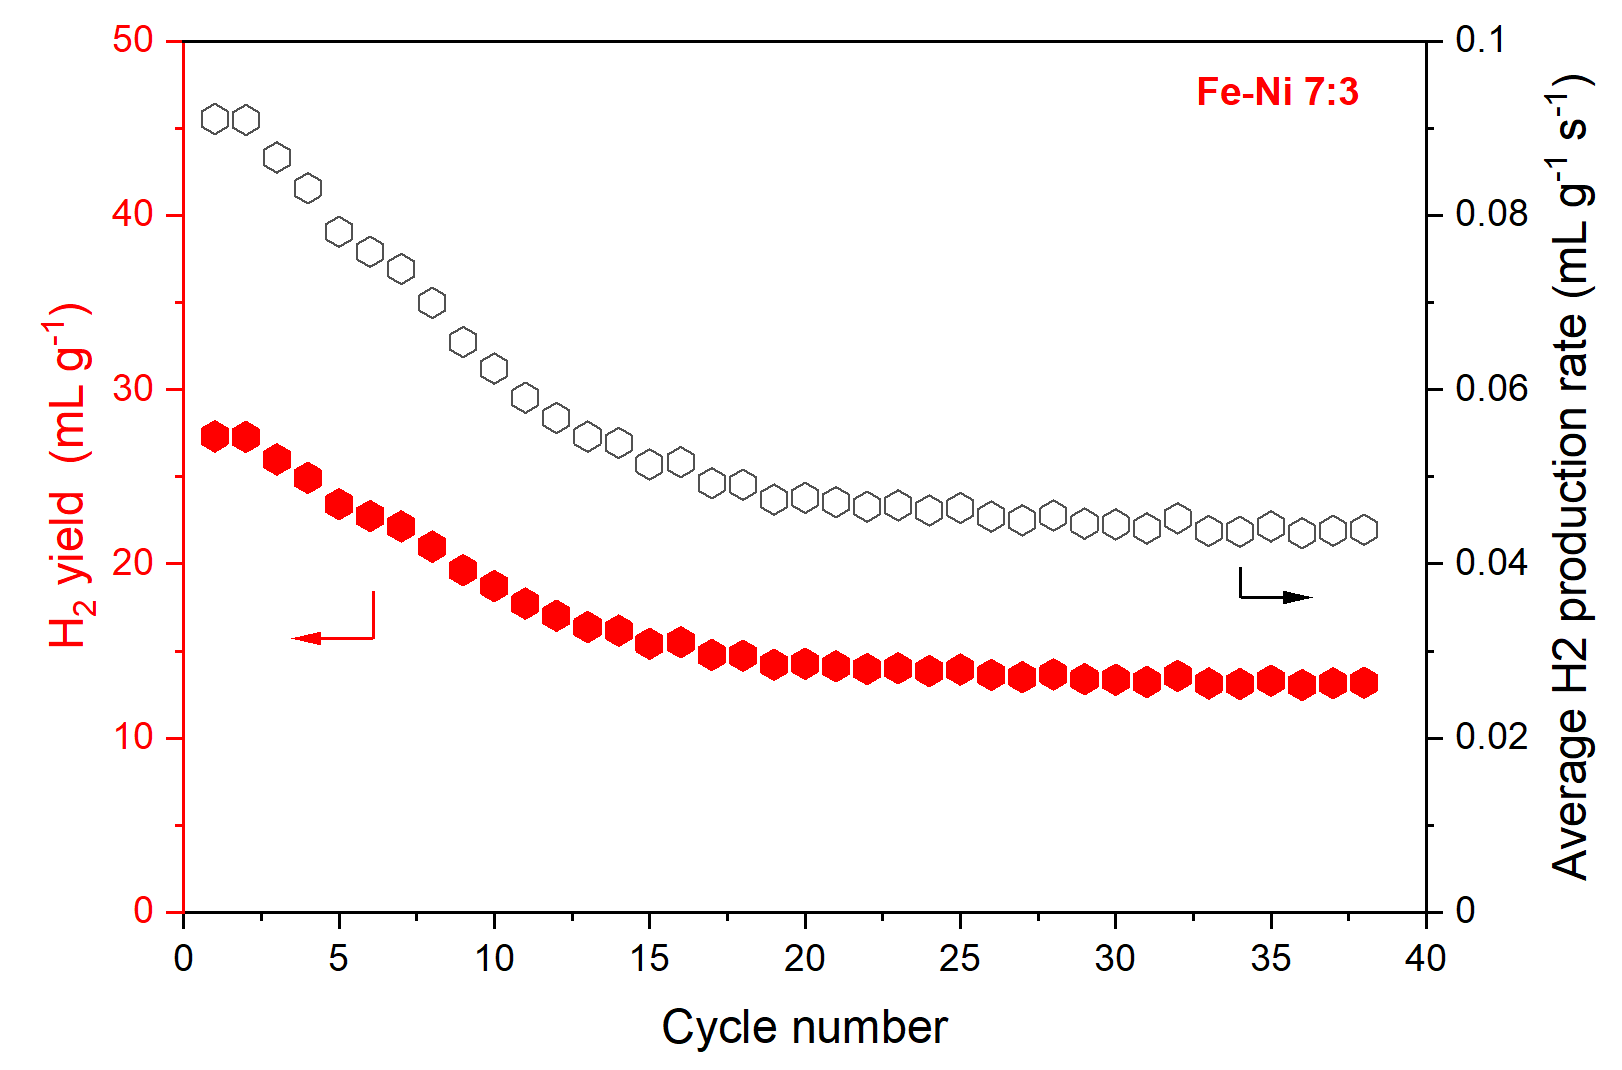 Fe-Ni 7:3
H₂ yield (mL g⁻¹)
50
40
30
20
10
0
0.1
0.08
0.06
0.04
0.02
0
Average H2 production rate (mL g⁻¹ s⁻¹)
0 5 10 15 20 25 30 35 40
Cycle number